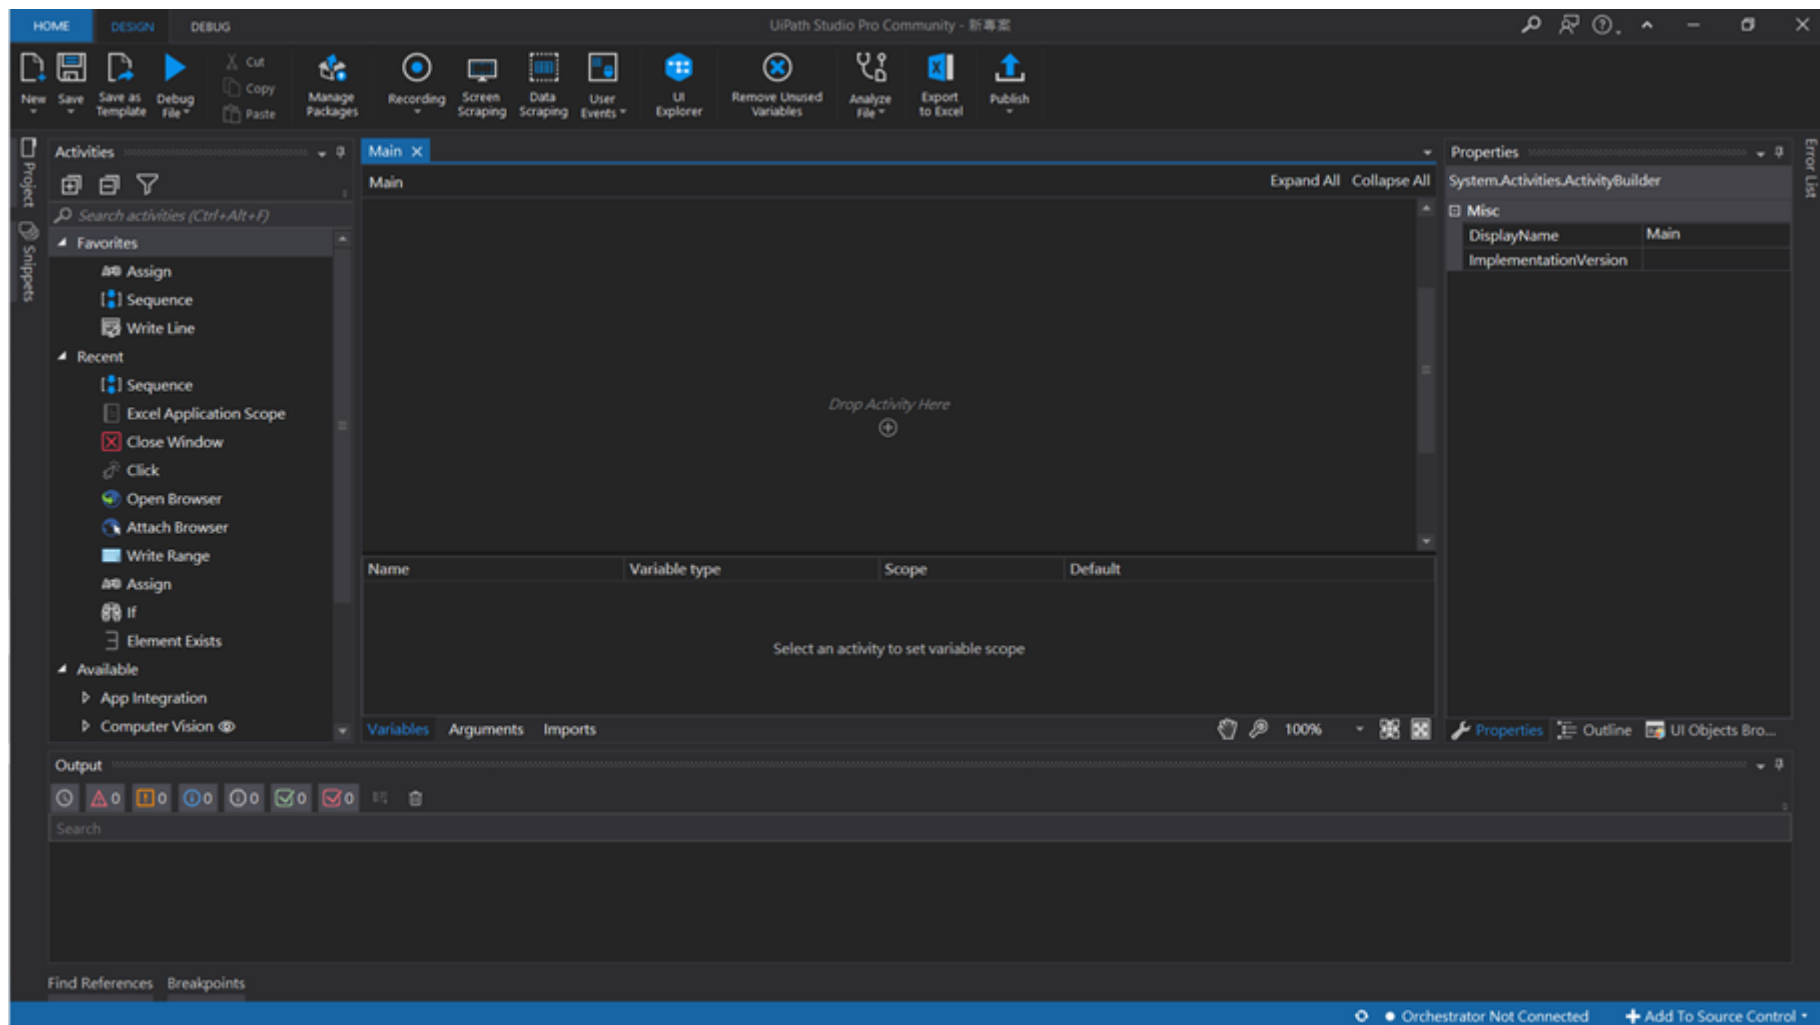 HOME DESIGN DEBUG UiPath Studio Pro Community - 新專案
Cut
Copy
Paste
New Save Save as Template Debug File Manage Packages Recording Screen Scraping Data Scraping User Events UI Explorer Remove Unused Variables Analyze File Export to Excel Publish
Project
Snippets
Activities
Search activities (Ctrl+Alt+F)
Favorites
Assign
Sequence
Write Line
Recent
Sequence
Excel Application Scope
Close Window
Click
Open Browser
Attach Browser
Write Range
Assign
If
Element Exists
Available
App Integration
Computer Vision
Main
Main Expand All Collapse All
Drop Activity Here
Name Variable type Scope Default
Select an activity to set variable scope
Variables Arguments Imports 100%
Properties
System.Activities.ActivityBuilder
Misc
DisplayName Main
ImplementationVersion
Properties Outline UI Objects Bro...
Error List
Output
0 0 0 0 0 0
Search
Find References Breakpoints
Orchestrator Not Connected Add To Source Control